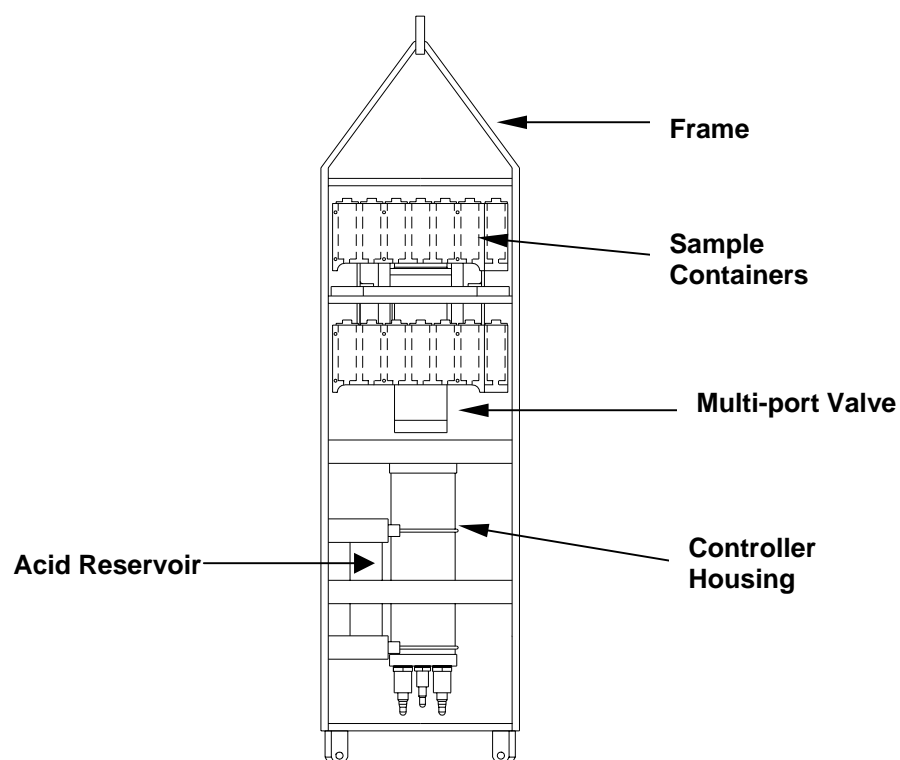 Frame
Sample
Containers
Multi-port Valve
Controller
Housing
Acid Reservoir